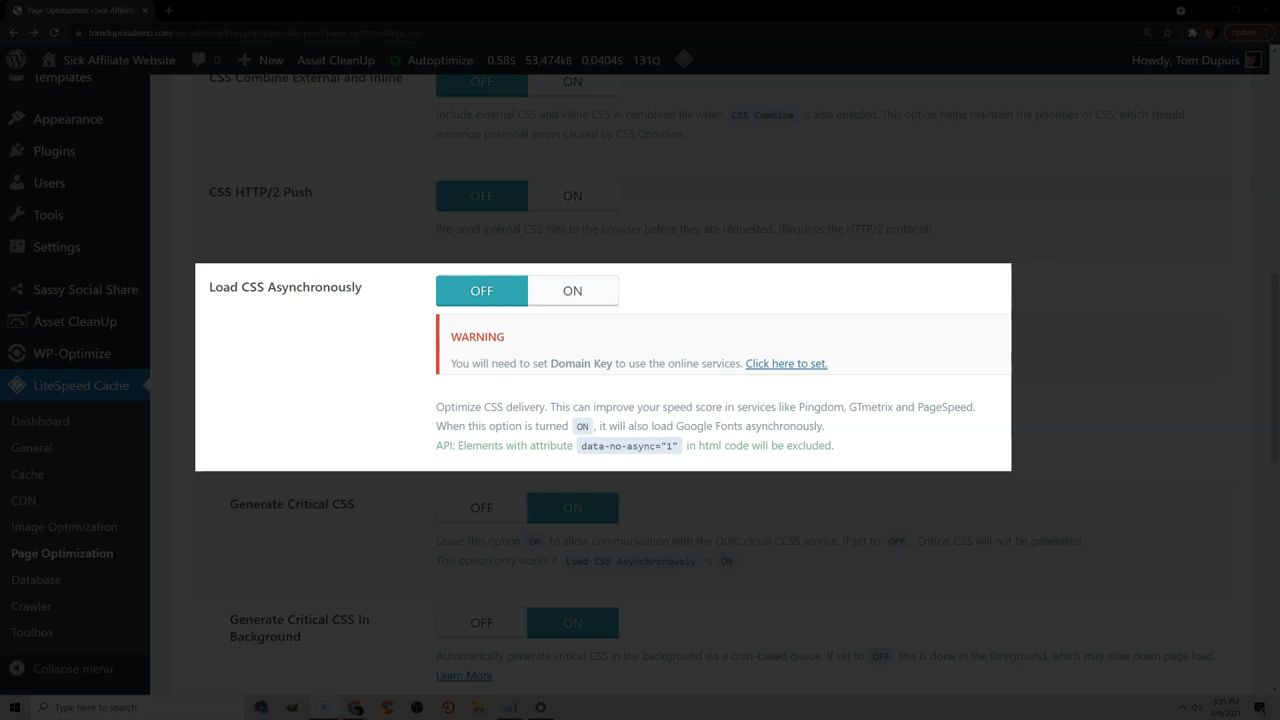 Page Optimization ‹ Sick Affiliate
tomdupuisdemo.com
Update
Sick Affiliate Website
0
New
Asset CleanUp
Autoptimize
0.58S
53,474kB
0.0404s
131Q
Howdy, Tom Dupuis
Templates
Appearance
Plugins
Users
Tools
Settings
Sassy Social Share
Asset CleanUp
WP-Optimize
LiteSpeed Cache
Dashboard
General
Cache
CDN
Image Optimization
Page Optimization
Database
Crawler
Toolbox
Collapse menu
CSS Combine External and Inline
OFF ON
Include external CSS and inline CSS in combined file when CSS Combine is also enabled. This option helps maintain the priorities of CSS, which should
minimize potential errors caused by CSS Combine.
CSS HTTP/2 Push
OFF ON
Pre-send internal CSS files to the browser before they are requested. (Requires the HTTP/2 protocol)
Load CSS Asynchronously
OFF ON
WARNING
You will need to set Domain Key to use the online services. Click here to set.
Optimize CSS delivery. This can improve your speed score in services like Pingdom, GTmetrix and PageSpeed.
When this option is turned ON, it will also load Google Fonts asynchronously.
API: Elements with attribute data-no-async="1" in html code will be excluded.
Generate Critical CSS
OFF ON
Leave this option ON to allow communication with the QUIC.cloud CCSS service. If set to OFF, Critical CSS will not be generated.
This option only works if Load CSS Asynchronously is ON
Generate Critical CSS In
Background
OFF ON
Automatically generate critical CSS in the background via a cron-based queue. If set to OFF this is done in the foreground, which may slow down page load.
Learn More
Type here to search
3:55 PM
8/9/2021